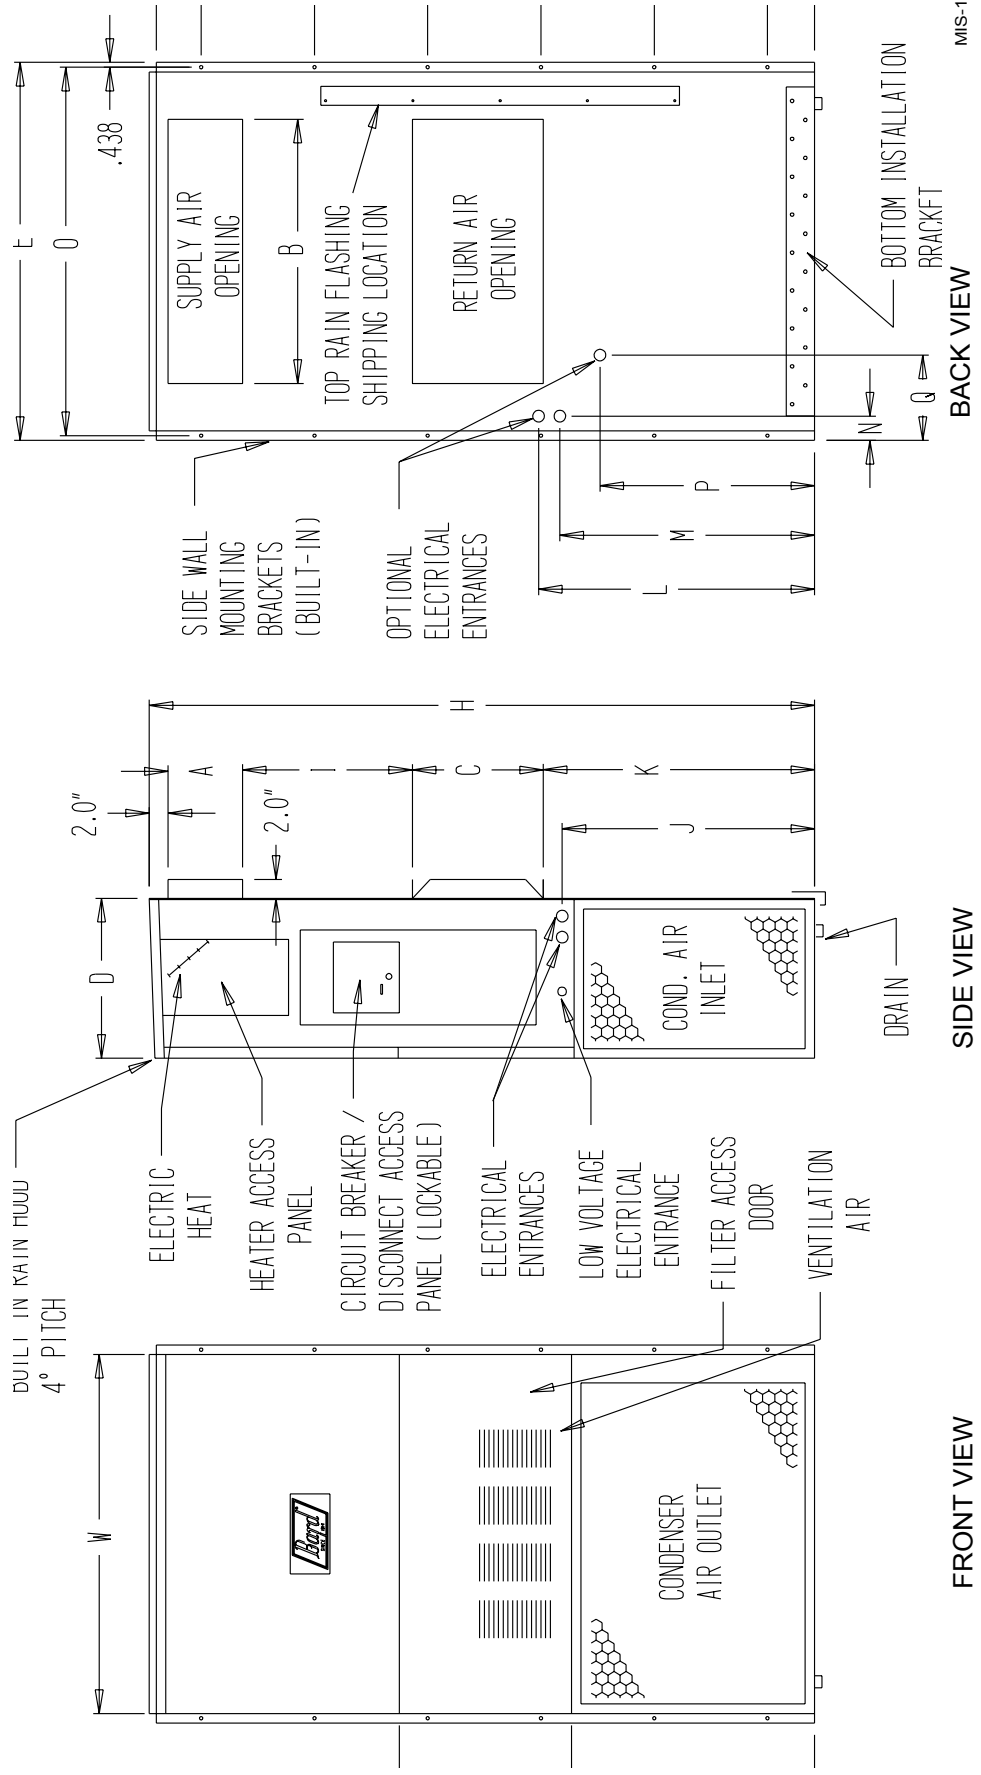 W
FRONT VIEW
CONDENSER
AIR OUTLET
Bard
BUILT IN RAIN HOOD
4° PITCH
ELECTRIC
HEAT
HEATER ACCESS
PANEL
CIRCUIT BREAKER /
DISCONNECT ACCESS
PANEL (LOCKABLE)
ELECTRICAL
ENTRANCES
LOW VOLTAGE
ELECTRICAL
ENTRANCE
FILTER ACCESS
DOOR
VENTILATION
AIR
D
2.0"
A
I
2.0"
C
K
J
H
COND. AIR
INLET
DRAIN
SIDE VIEW
SIDE WALL
MOUNTING
BRACKETS
(BUILT-IN)
OPTIONAL
ELECTRICAL
ENTRANCES
L
M
P
N
Q
E
O
.438
SUPPLY AIR
OPENING
B
TOP RAIN FLASHING
SHIPPING LOCATION
RETURN AIR
OPENING
BOTTOM INSTALLATION
BRACKET
BACK VIEW
MIS-1